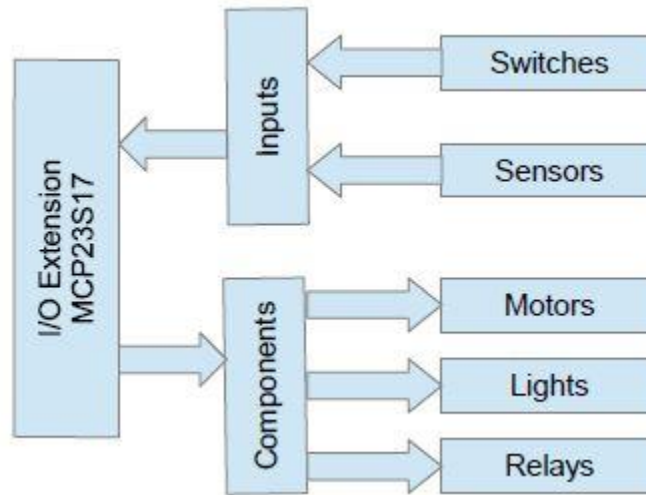 I/O Extension
MCP23S17
Inputs
Switches
Sensors
Components
Motors
Lights
Relays